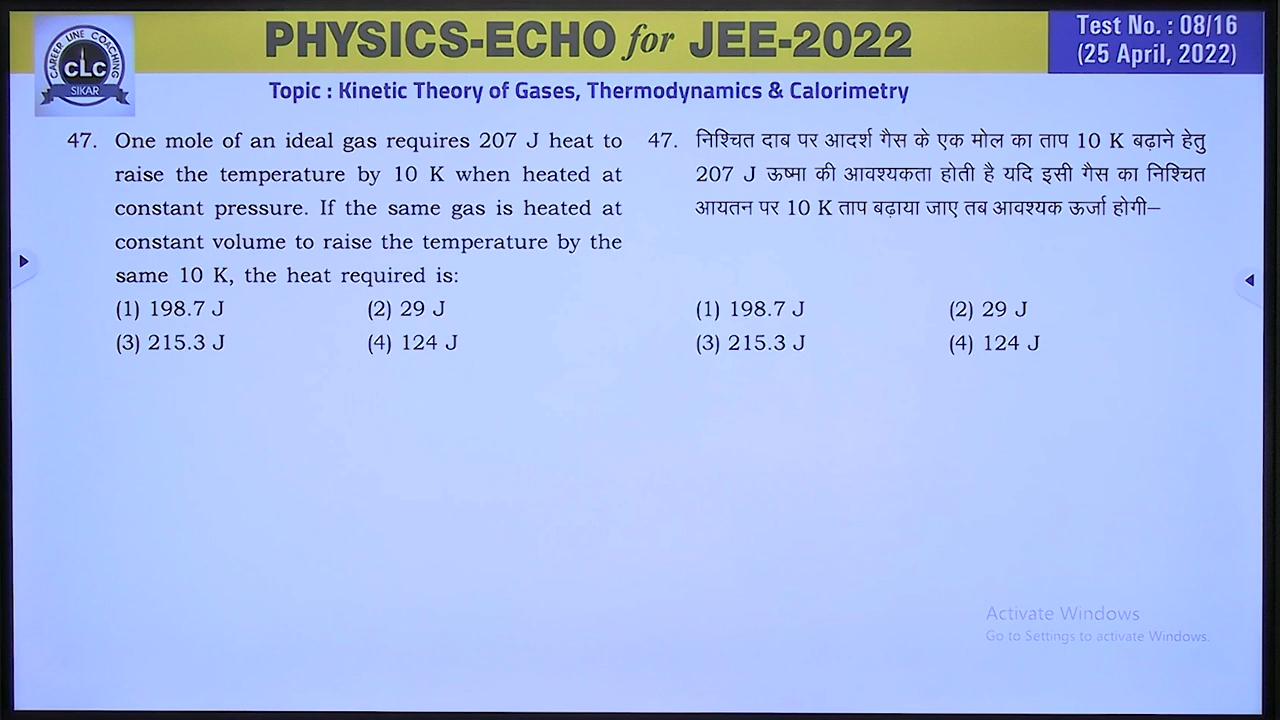 CAREER LINE COACHING
CLC
SIKAR
PHYSICS-ECHO for JEE-2022
Test No. : 08/16
(25 April, 2022)
Topic : Kinetic Theory of Gases, Thermodynamics & Calorimetry
47. One mole of an ideal gas requires 207 J heat to
raise the temperature by 10 K when heated at
constant pressure. If the same gas is heated at
constant volume to raise the temperature by the
same 10 K, the heat required is:
(1) 198.7 J (2) 29 J
(3) 215.3 J (4) 124 J
47. निश्चित दाब पर आदर्श गैस के एक मोल का ताप 10 K बढ़ाने हेतु
207 J ऊष्मा की आवश्यकता होती है यदि इसी गैस का निश्चित
आयतन पर 10 K ताप बढ़ाया जाए तब आवश्यक ऊर्जा होगी–
(1) 198.7 J (2) 29 J
(3) 215.3 J (4) 124 J
Activate Windows
Go to Settings to activate Windows.